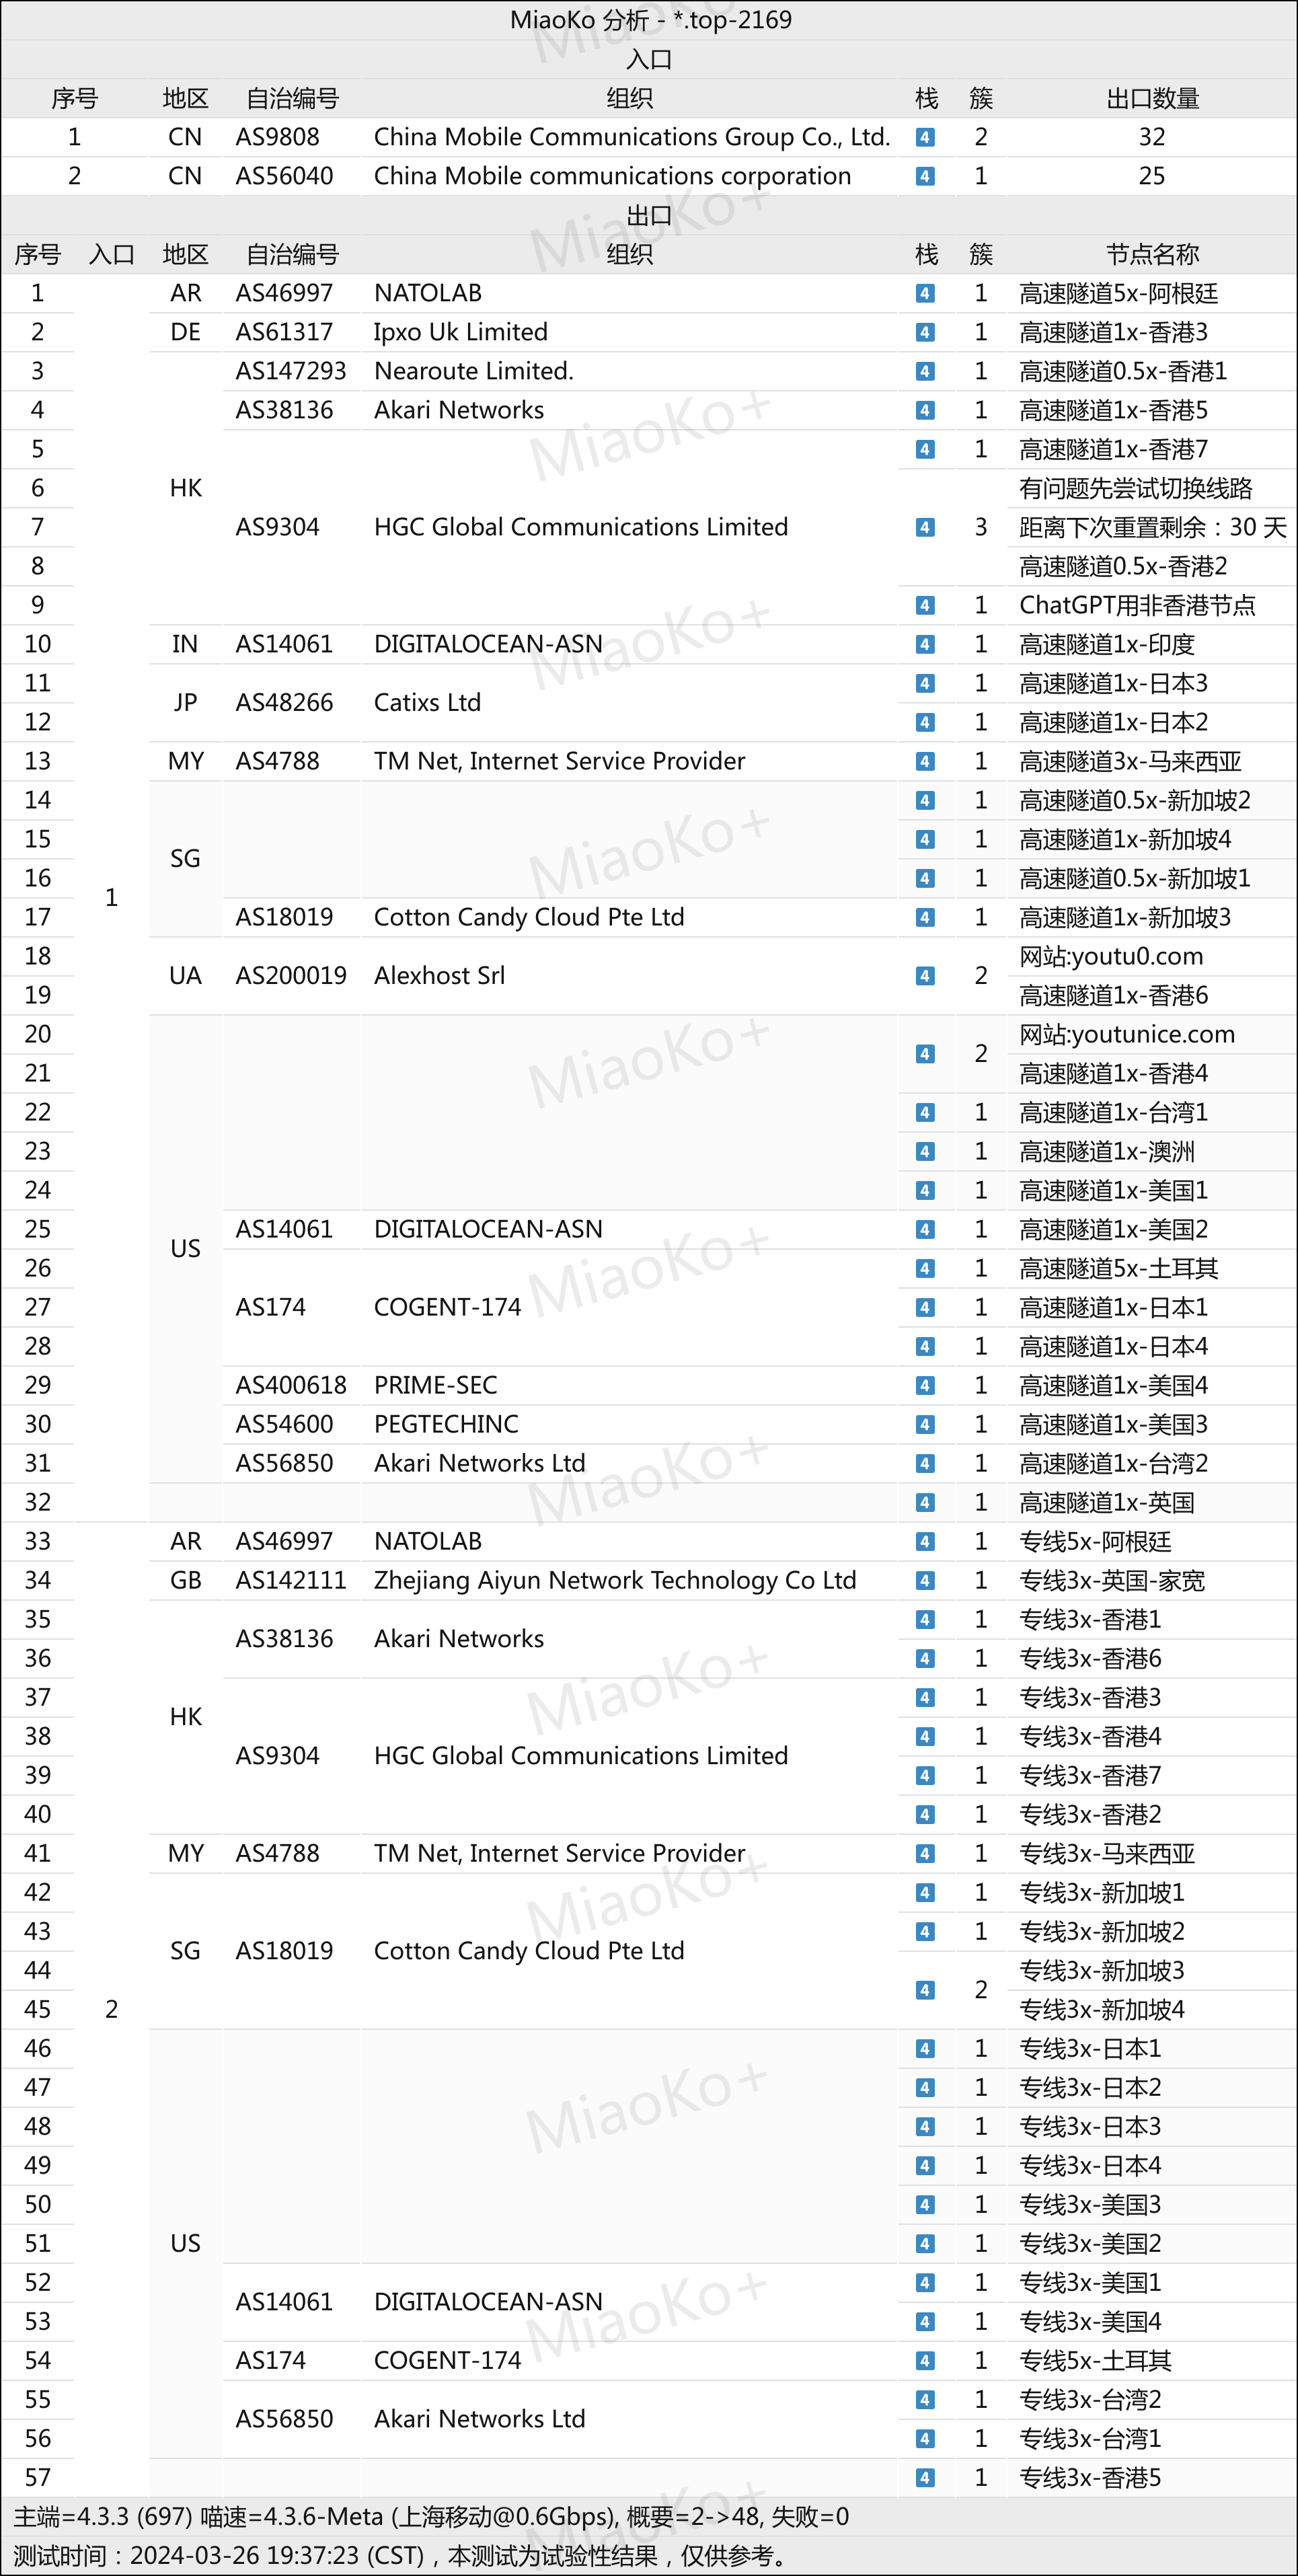 MiaoKo 分析 - *.top-2169
入口
序号 地区 自治编号 组织 栈 簇 出口数量
1 CN AS9808 China Mobile Communications Group Co., Ltd. 4 2 32
2 CN AS56040 China Mobile communications corporation 4 1 25
出口
序号 入口 地区 自治编号 组织 栈 簇 节点名称
1 AR AS46997 NATOLAB 4 1 高速隧道5x-阿根廷
2 DE AS61317 Ipxo Uk Limited 4 1 高速隧道1x-香港3
3 AS147293 Nearoute Limited. 4 1 高速隧道0.5x-香港1
4 AS38136 Akari Networks 4 1 高速隧道1x-香港5
5 4 1 高速隧道1x-香港7
6 HK 有问题先尝试切换线路
7 AS9304 HGC Global Communications Limited 4 3 距离下次重置剩余：30 天
8 高速隧道0.5x-香港2
9 4 1 ChatGPT用非香港节点
10 IN AS14061 DIGITALOCEAN-ASN 4 1 高速隧道1x-印度
11 4 1 高速隧道1x-日本3
JP AS48266 Catixs Ltd
12 4 1 高速隧道1x-日本2
13 MY AS4788 TM Net, Internet Service Provider 4 1 高速隧道3x-马来西亚
14 4 1 高速隧道0.5x-新加坡2
15 4 1 高速隧道1x-新加坡4
SG
16 4 1 高速隧道0.5x-新加坡1
1
17 AS18019 Cotton Candy Cloud Pte Ltd 4 1 高速隧道1x-新加坡3
18 网站:youtu0.com
UA AS200019 Alexhost Srl 4 2
19 高速隧道1x-香港6
20 网站:youtunice.com
4 2
21 高速隧道1x-香港4
22 4 1 高速隧道1x-台湾1
23 4 1 高速隧道1x-澳洲
24 4 1 高速隧道1x-美国1
25 AS14061 DIGITALOCEAN-ASN 4 1 高速隧道1x-美国2
US
26 4 1 高速隧道5x-土耳其
27 AS174 COGENT-174 4 1 高速隧道1x-日本1
28 4 1 高速隧道1x-日本4
29 AS400618 PRIME-SEC 4 1 高速隧道1x-美国4
30 AS54600 PEGTECHINC 4 1 高速隧道1x-美国3
31 AS56850 Akari Networks Ltd 4 1 高速隧道1x-台湾2
32 4 1 高速隧道1x-英国
33 AR AS46997 NATOLAB 4 1 专线5x-阿根廷
34 GB AS142111 Zhejiang Aiyun Network Technology Co Ltd 4 1 专线3x-英国-家宽
35 4 1 专线3x-香港1
AS38136 Akari Networks
36 4 1 专线3x-香港6
37 4 1 专线3x-香港3
HK
38 4 1 专线3x-香港4
AS9304 HGC Global Communications Limited
39 4 1 专线3x-香港7
40 4 1 专线3x-香港2
41 MY AS4788 TM Net, Internet Service Provider 4 1 专线3x-马来西亚
42 4 1 专线3x-新加坡1
43 4 1 专线3x-新加坡2
SG AS18019 Cotton Candy Cloud Pte Ltd
44 专线3x-新加坡3
4 2
45 2 专线3x-新加坡4
46 4 1 专线3x-日本1
47 4 1 专线3x-日本2
48 4 1 专线3x-日本3
49 4 1 专线3x-日本4
50 4 1 专线3x-美国3
51 US 4 1 专线3x-美国2
52 4 1 专线3x-美国1
AS14061 DIGITALOCEAN-ASN
53 4 1 专线3x-美国4
54 AS174 COGENT-174 4 1 专线5x-土耳其
55 4 1 专线3x-台湾2
AS56850 Akari Networks Ltd
56 4 1 专线3x-台湾1
57 4 1 专线3x-香港5
主端=4.3.3 (697) 喵速=4.3.6-Meta (上海移动@0.6Gbps), 概要=2->48, 失败=0
测试时间：2024-03-26 19:37:23 (CST)，本测试为试验性结果，仅供参考。